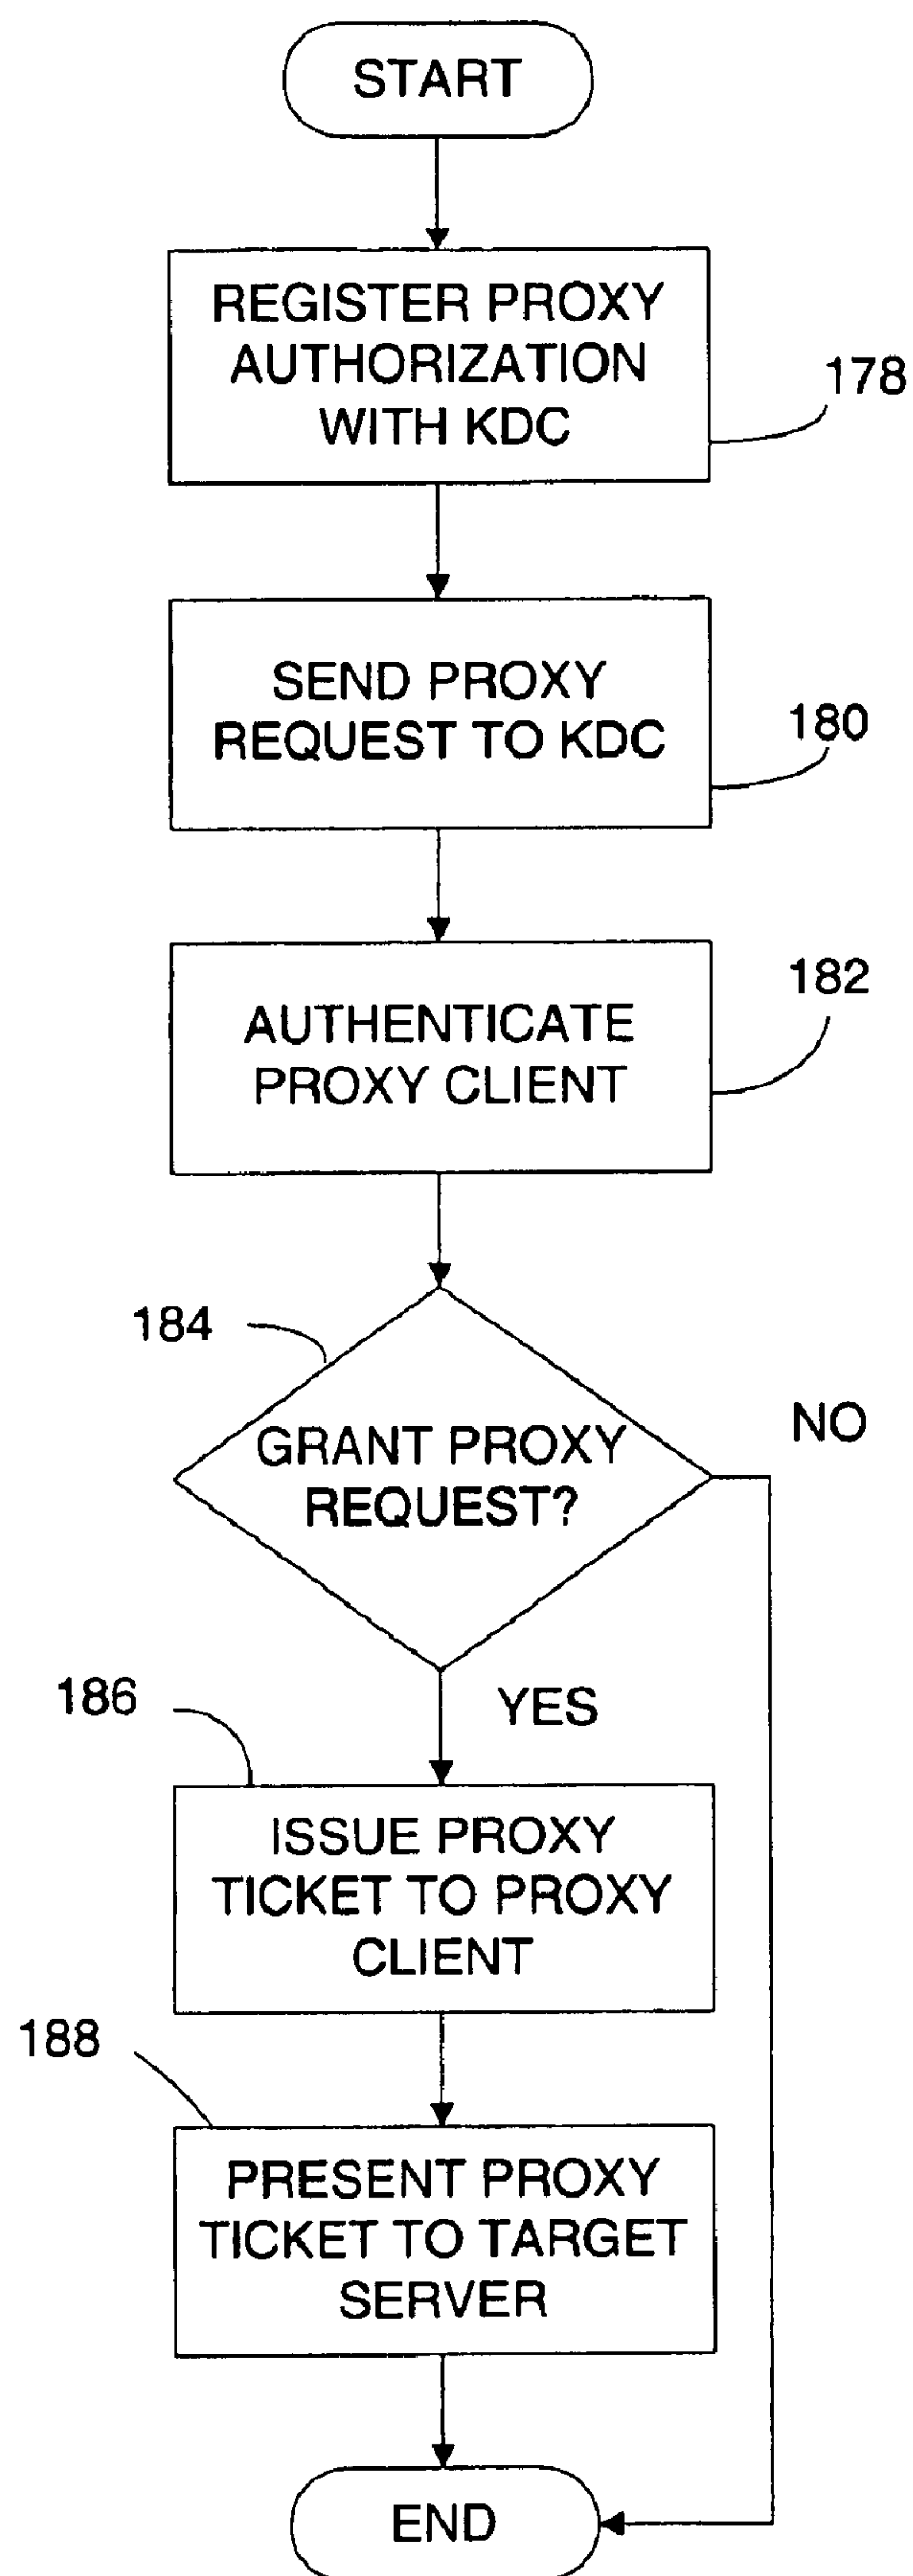 START
REGISTER PROXY
AUTHORIZATION
WITH KDC
178
SEND PROXY
REQUEST TO KDC
180
AUTHENTICATE
PROXY CLIENT
182
184
GRANT PROXY
REQUEST?
NO
YES
186
ISSUE PROXY
TICKET TO PROXY
CLIENT
188
PRESENT PROXY
TICKET TO TARGET
SERVER
END